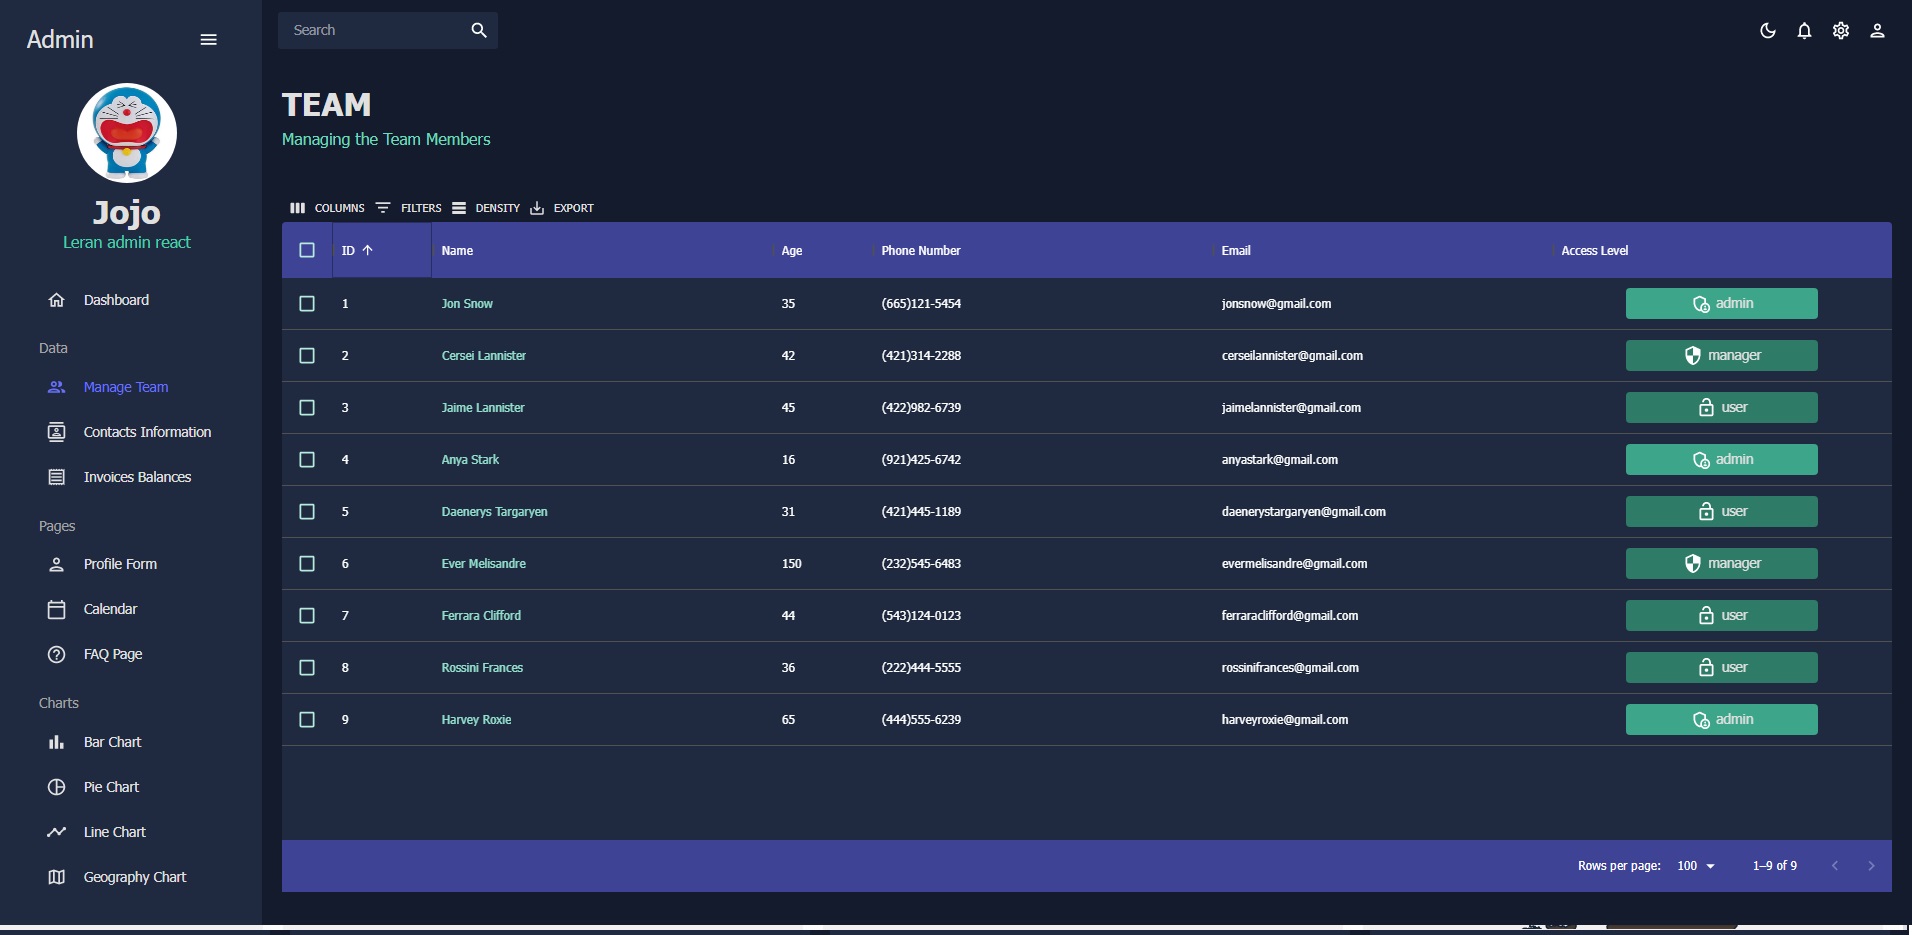 Admin
Search
Jojo
Leran admin react
Dashboard
Data
Manage Team
Contacts Information
Invoices Balances
Pages
Profile Form
Calendar
FAQ Page
Charts
Bar Chart
Pie Chart
Line Chart
Geography Chart
TEAM
Managing the Team Members
COLUMNS FILTERS DENSITY EXPORT
ID Name Age Phone Number Email Access Level
1 Jon Snow 35 (665)121-5454 jonsnow@gmail.com admin
2 Cersei Lannister 42 (421)314-2288 cerseilannister@gmail.com manager
3 Jaime Lannister 45 (422)982-6739 jaimelannister@gmail.com user
4 Anya Stark 16 (921)425-6742 anyastark@gmail.com admin
5 Daenerys Targaryen 31 (421)445-1189 daenerystargaryen@gmail.com user
6 Ever Melisandre 150 (232)545-6483 evermelisandre@gmail.com manager
7 Ferrara Clifford 44 (543)124-0123 ferraraclifford@gmail.com user
8 Rossini Frances 36 (222)444-5555 rossinifrances@gmail.com user
9 Harvey Roxie 65 (444)555-6239 harveyroxie@gmail.com admin
Rows per page: 100 1–9 of 9